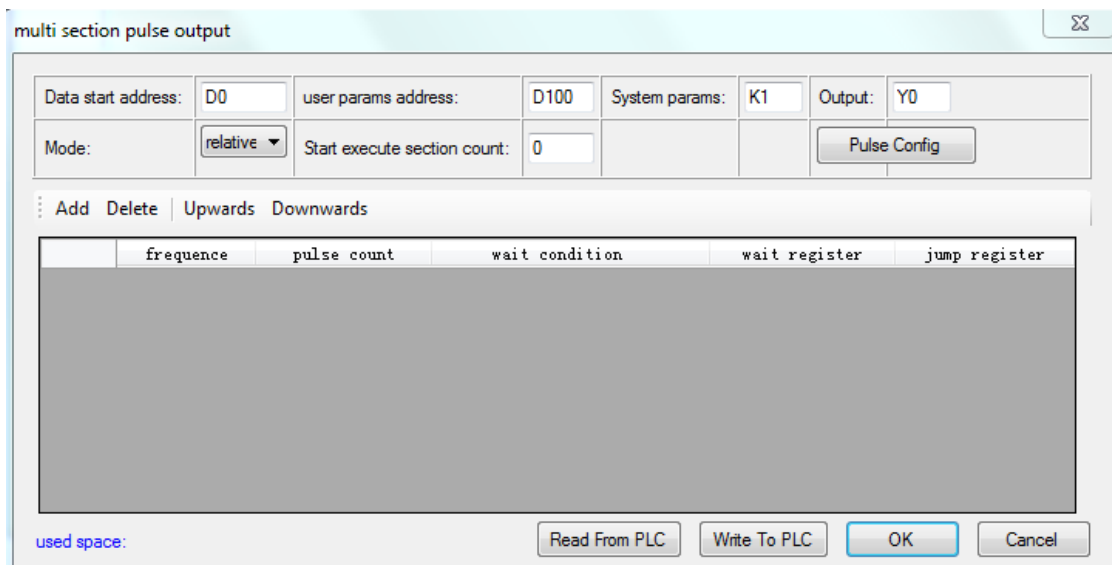 multi section pulse output
Data start address: D0 user params address: D100 System params: K1 Output: Y0
Mode: relative Start execute section count: 0 Pulse Config
Add Delete Upwards Downwards
frequence pulse count wait condition wait register jump register
used space: Read From PLC Write To PLC OK Cancel